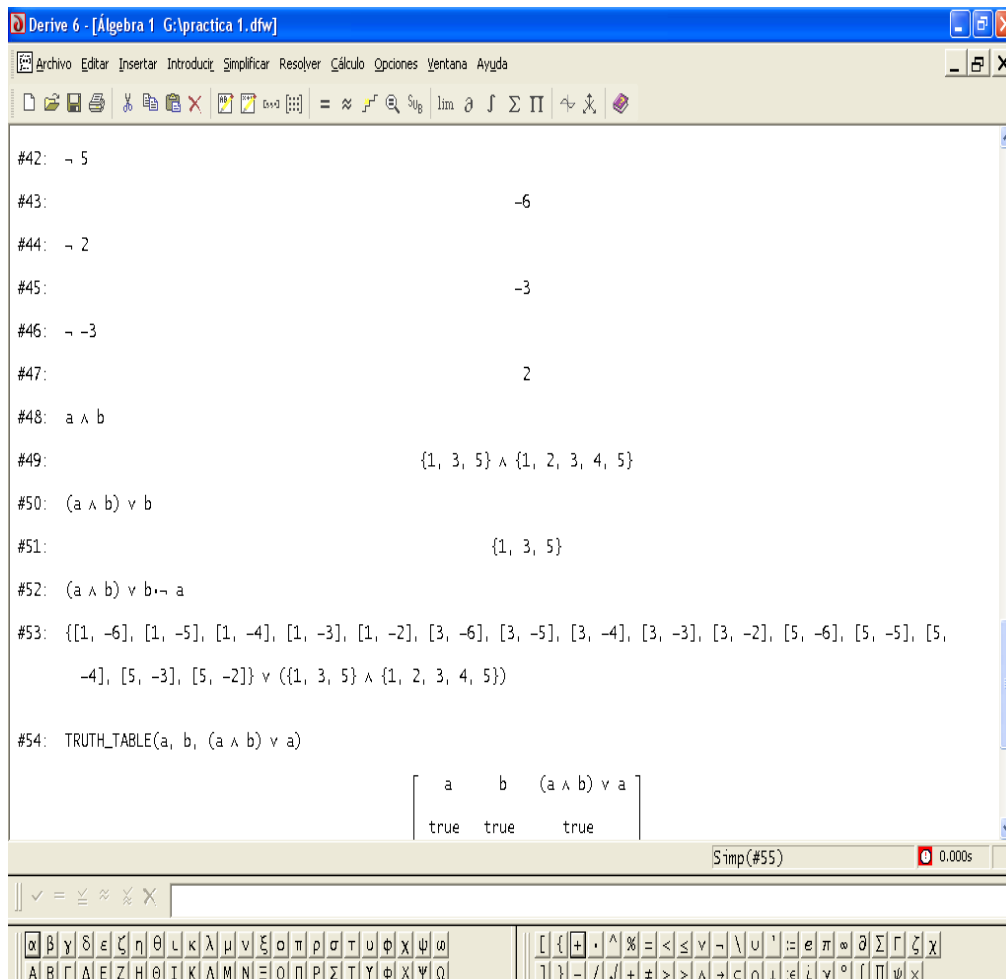 Derive 6 - [Álgebra 1 G:\practica 1.dfw]
Archivo Editar Insertar Introducir Simplificar Resolver Cálculo Opciones Ventana Ayuda
= ≈ Sub lim ∂ ∫ Σ Π
#42: ¬ 5
#43: -6
#44: ¬ 2
#45: -3
#46: ¬ -3
#47: 2
#48: a ∧ b
#49: {1, 3, 5} ∧ {1, 2, 3, 4, 5}
#50: (a ∧ b) ∨ b
#51: {1, 3, 5}
#52: (a ∧ b) ∨ b·¬ a
#53: {[1, -6], [1, -5], [1, -4], [1, -3], [1, -2], [3, -6], [3, -5], [3, -4], [3, -3], [3, -2], [5, -6], [5, -5], [5,
-4], [5, -3], [5, -2]} ∨ ({1, 3, 5} ∧ {1, 2, 3, 4, 5})
#54: TRUTH_TABLE(a, b, (a ∧ b) ∨ a)
a b (a ∧ b) ∨ a
true true true
Simp(#55) 0.000s
α β γ δ ε ζ η θ ι κ λ μ ν ξ ο π ρ σ τ υ φ χ ψ ω [ { + · ^ % = < ≤ ∨ ¬ \ ∪ ' := e π ∞ ∂ Σ Γ ζ χ
Α Β Γ Δ Ε Ζ Η Θ Ι Κ Λ Μ Ν Ξ Ο Π Ρ Σ Τ Υ Φ Χ Ψ Ω